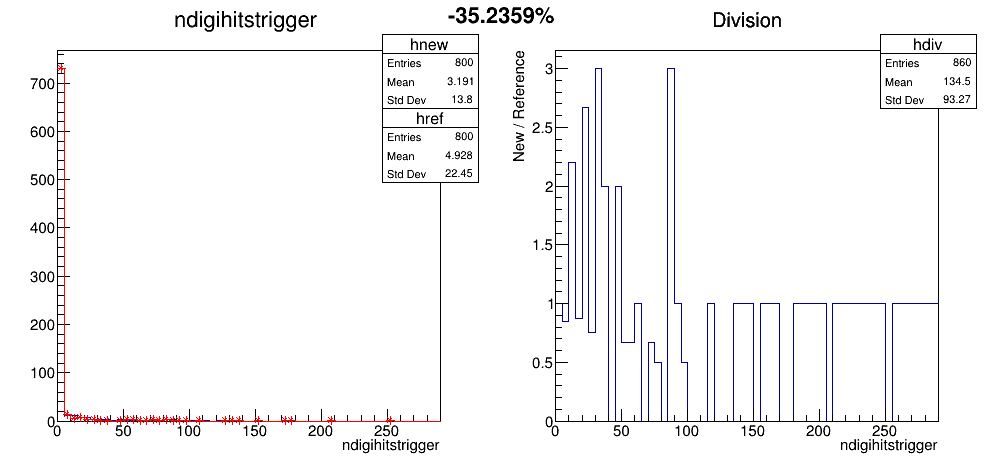 -35.2359%
ndigihitstrigger
hnew
Entries 800
Mean 3.191
Std Dev 13.8
href
Entries 800
Mean 4.928
Std Dev 22.45
700
600
500
400
300
200
100
0
0 50 100 150 200 250
ndigihitstrigger
Division
hdiv
Entries 860
Mean 134.5
Std Dev 93.27
New / Reference
3
2.5
2
1.5
1
0.5
0
0 50 100 150 200 250
ndigihitstrigger